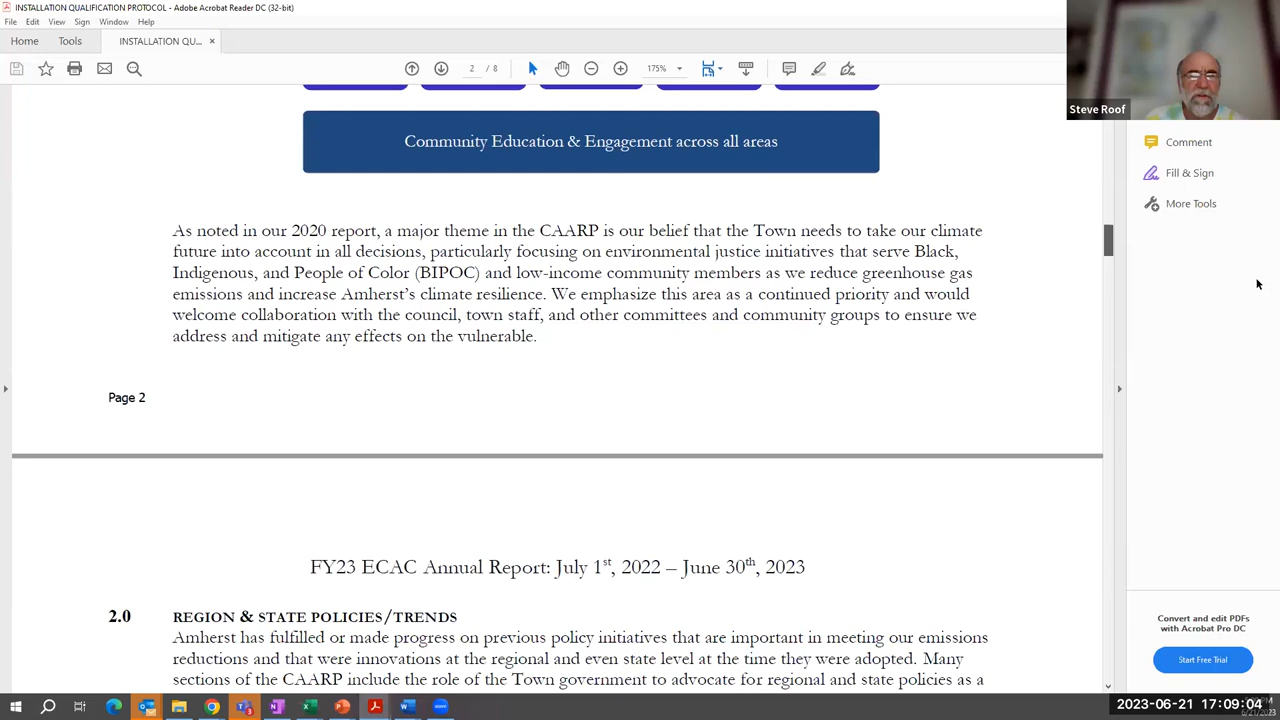 INSTALLATION QUALIFICATION PROTOCOL - Adobe Acrobat Reader DC (32-bit)
File Edit View Sign Window Help
Home Tools INSTALLATION QU... ×
2 / 8 175%
Steve Roof
Comment
Fill & Sign
More Tools
Community Education & Engagement across all areas
As noted in our 2020 report, a major theme in the CAARP is our belief that the Town needs to take our climate
future into account in all decisions, particularly focusing on environmental justice initiatives that serve Black,
Indigenous, and People of Color (BIPOC) and low-income community members as we reduce greenhouse gas
emissions and increase Amherst’s climate resilience. We emphasize this area as a continued priority and would
welcome collaboration with the council, town staff, and other committees and community groups to ensure we
address and mitigate any effects on the vulnerable.
Page 2
FY23 ECAC Annual Report: July 1st, 2022 – June 30th, 2023
2.0 REGION & STATE POLICIES/TRENDS
Amherst has fulfilled or made progress on previous policy initiatives that are important in meeting our emissions
reductions and that were innovations at the regional and even state level at the time they were adopted. Many
sections of the CAARP include the role of the Town government to advocate for regional and state policies as a
Convert and edit PDFs
with Acrobat Pro DC
Start Free Trial
2023-06-21 17:09:04